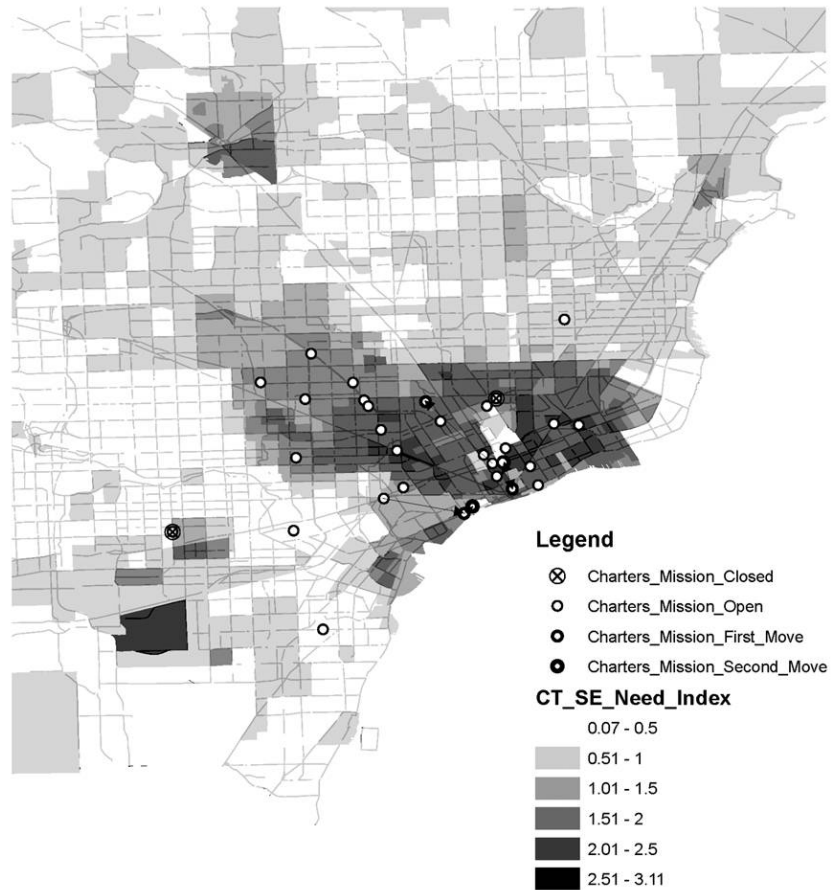 Legend
Charters_Mission_Closed
Charters_Mission_Open
Charters_Mission_First_Move
Charters_Mission_Second_Move
CT_SE_Need_Index
0.07 - 0.5
0.51 - 1
1.01 - 1.5
1.51 - 2
2.01 - 2.5
2.51 - 3.11